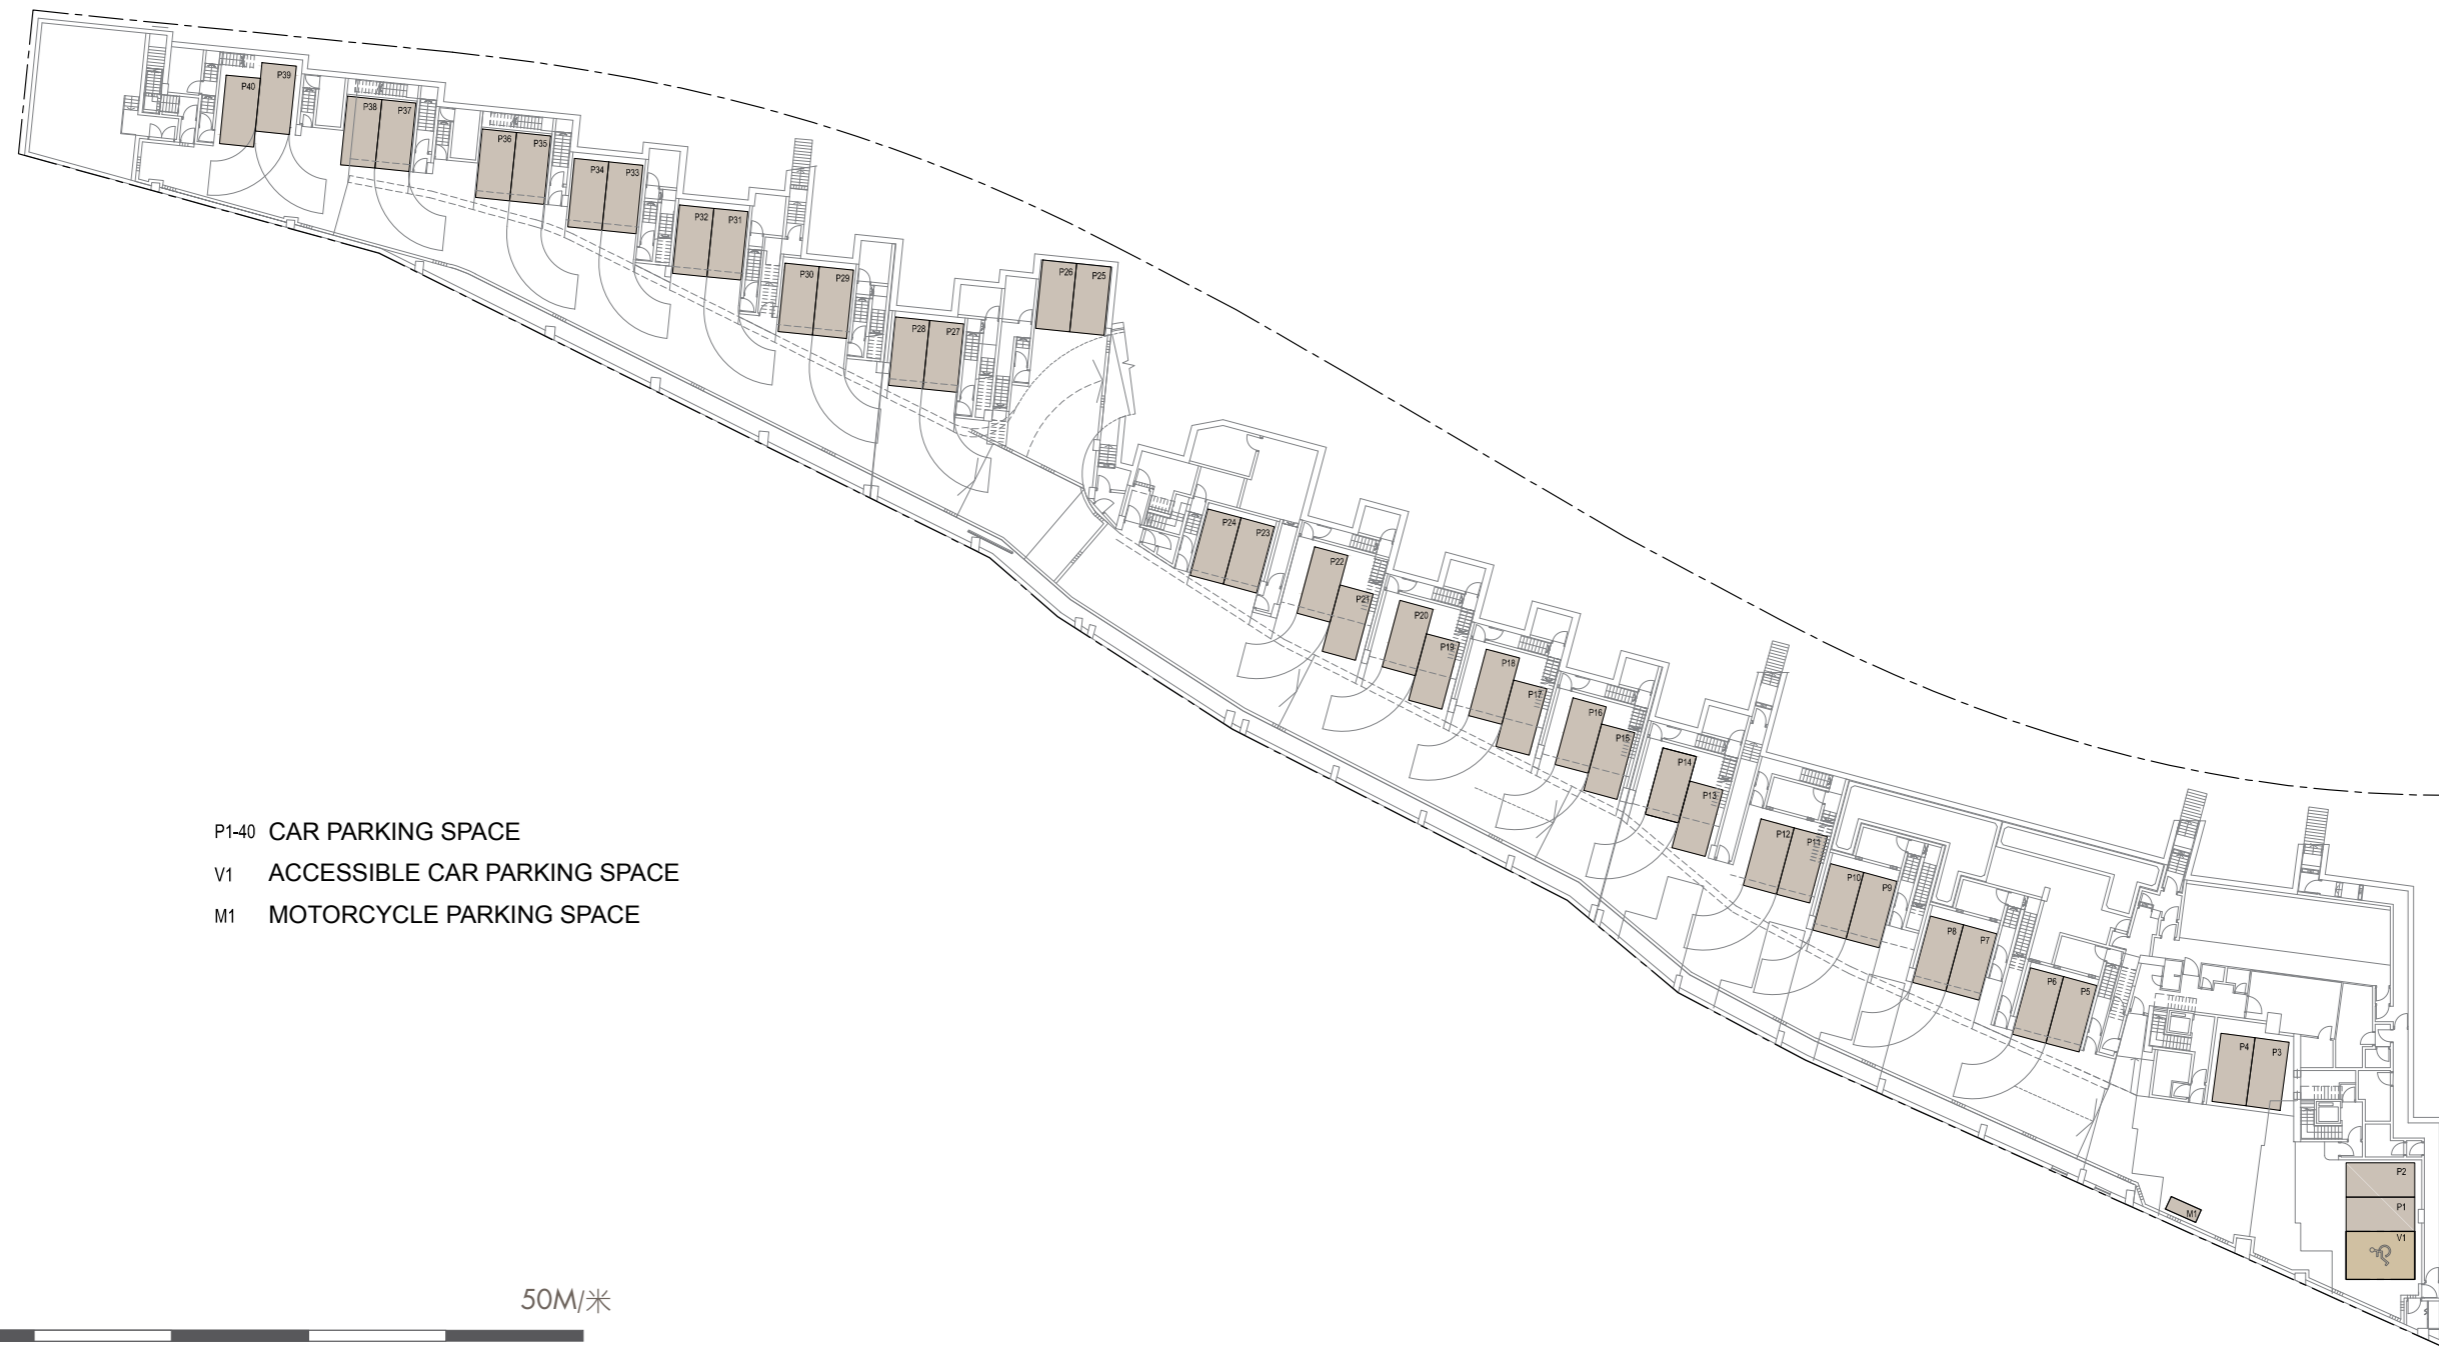 P39
P40
P38
P37
P36
P35
P34
P33
P32
P31
P30
P29
P28
P27
P26
P25
P24
P23
P22
P21
P20
P19
P18
P17
P16
P15
P14
P13
P12
P11
P10
P9
P8
P7
P6
P5
P4
P3
P2
P1
V1
M1
P1-40 CAR PARKING SPACE
V1 ACCESSIBLE CAR PARKING SPACE
M1 MOTORCYCLE PARKING SPACE
50M/米